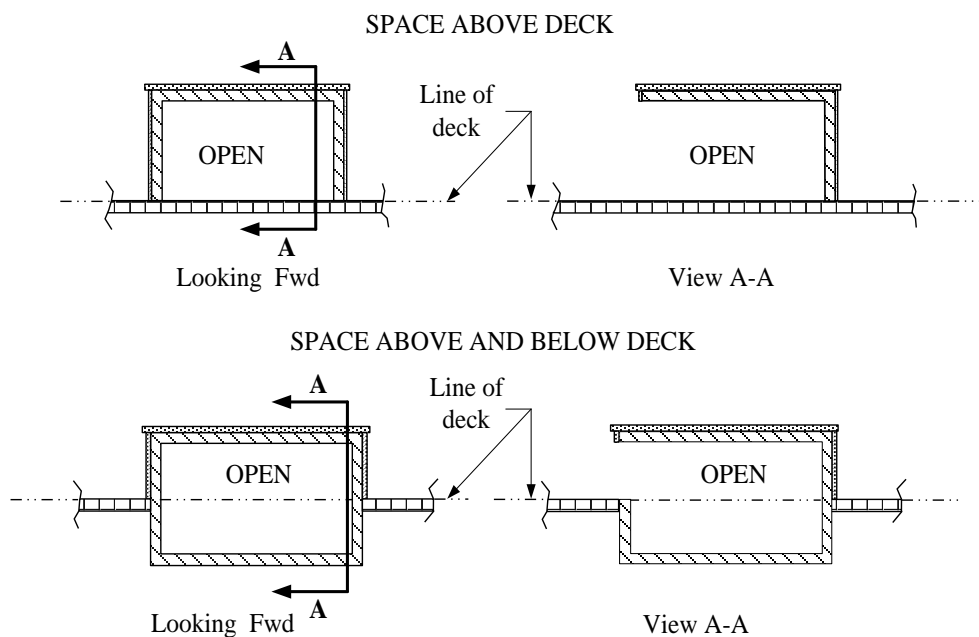 SPACE ABOVE DECK
A
Line of
deck
OPEN
OPEN
A
Looking Fwd
View A-A
SPACE ABOVE AND BELOW DECK
A
Line of
deck
OPEN
OPEN
A
Looking Fwd
View A-A